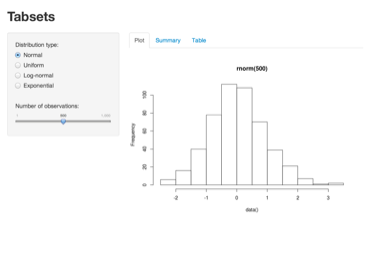 Tabsets
Distribution type:
Normal
Uniform
Log-normal
Exponential
Number of observations:
1 500 1,000
Plot Summary Table
rnorm(500)
Frequency
0 20 40 60 80 100
-2 -1 0 1 2 3
data()